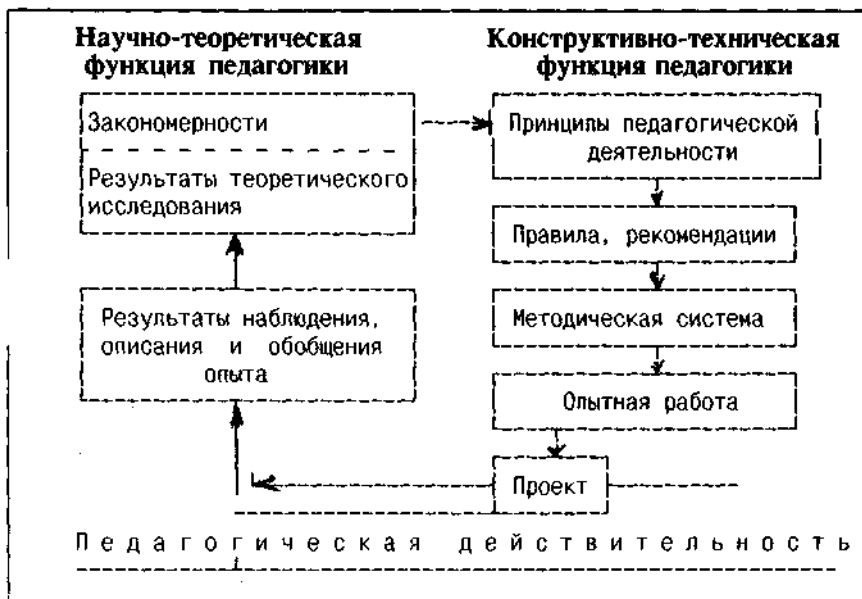 Научно-теоретическая
функция педагогики
Закономерности
Результаты теоретического
исследования
Результаты наблюдения,
описания и обобщения
опыта
Конструктивно-техническая
функция педагогики
Принципы педагогической
деятельности
Правила, рекомендации
Методическая система
Опытная работа
Проект
Педагогическая действительность